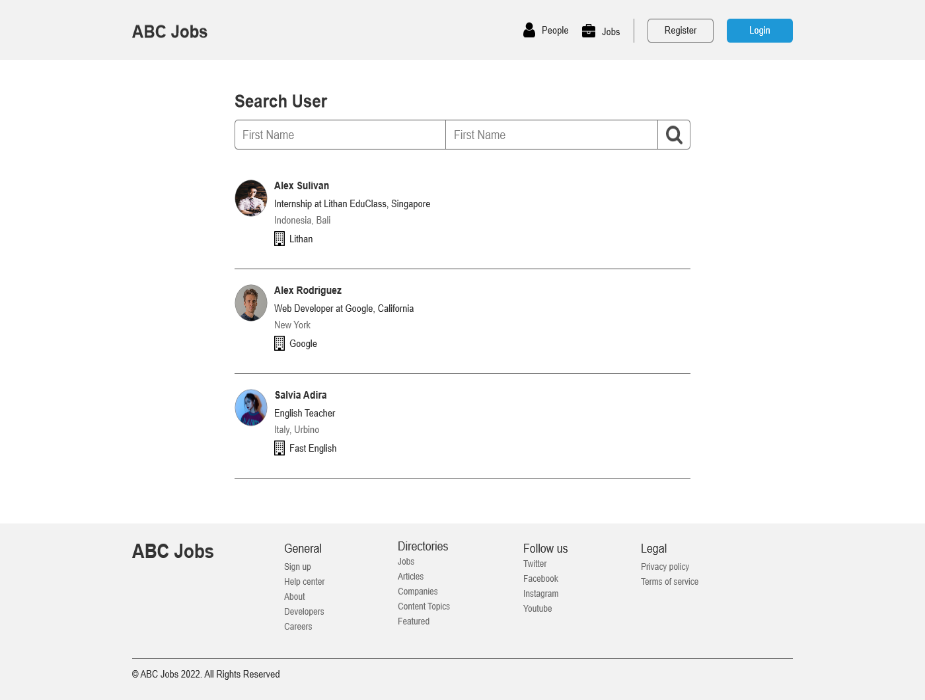 ABC Jobs
People
Jobs
Register
Login
Search User
First Name
First Name
Alex Sulivan
Internship at Lithan EduClass, Singapore
Indonesia, Bali
Lithan
Alex Rodriguez
Web Developer at Google, California
New York
Google
Salvia Adira
English Teacher
Italy, Urbino
Fast English
ABC Jobs
General
Sign up
Help center
About
Developers
Careers
Directories
Jobs
Articles
Companies
Content Topics
Featured
Follow us
Twitter
Facebook
Instagram
Youtube
Legal
Privacy policy
Terms of service
© ABC Jobs 2022. All Rights Reserved